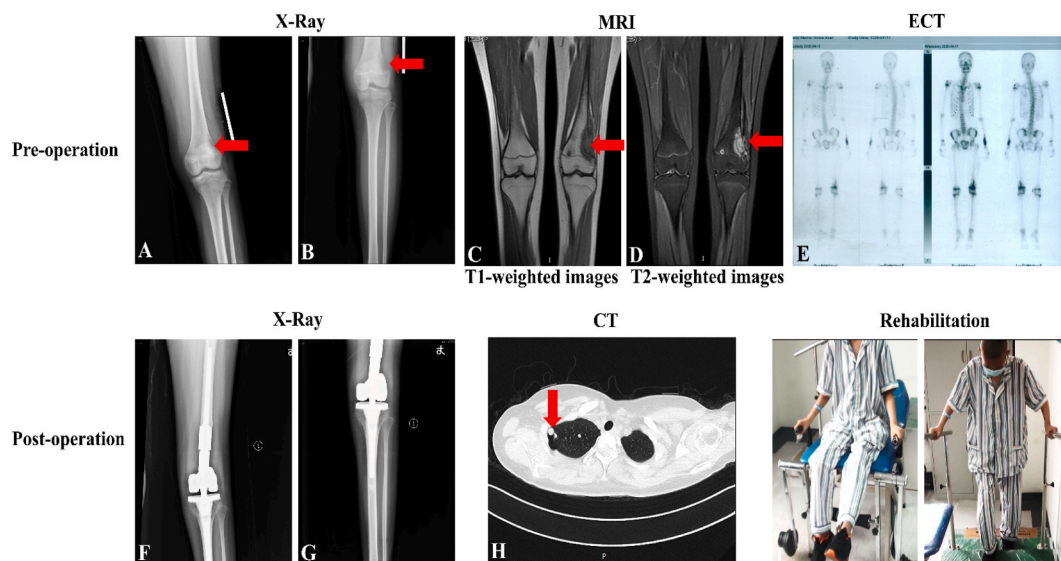 X-Ray
MRI
ECT
Pre-operation
A
B
C
D
E
T1-weighted images
T2-weighted images
X-Ray
CT
Rehabilitation
Post-operation
F
G
H
P